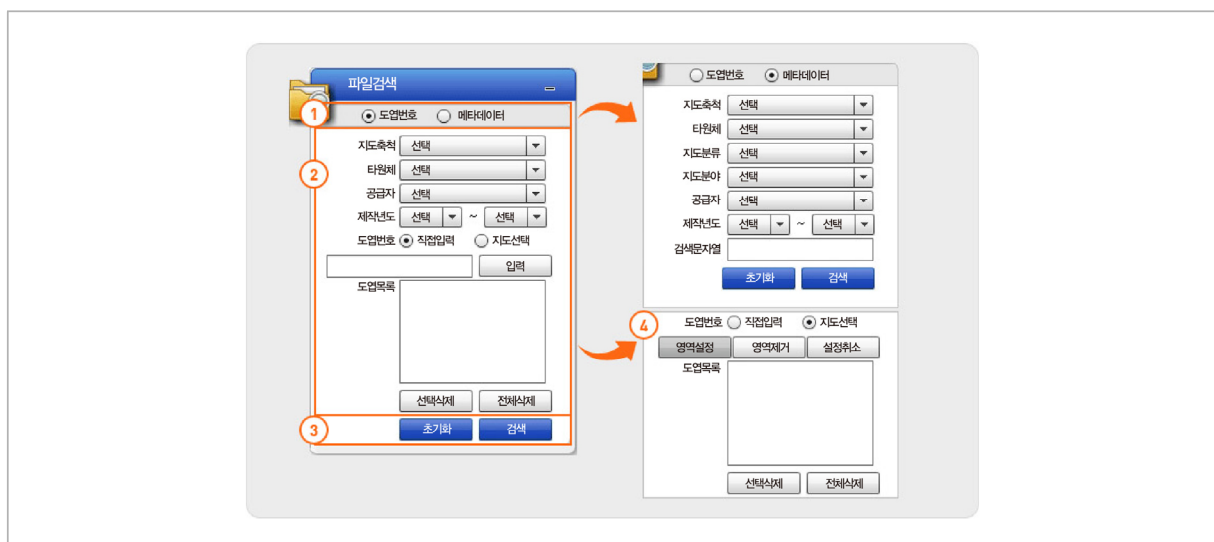 파일검색
1
도엽번호 메타데이터
2
지도축척 선택
타원체 선택
공급자 선택
제작년도 선택 ~ 선택
도엽번호 직접입력 지도선택
입력
도엽목록
선택삭제 전체삭제
3
초기화 검색
도엽번호 메타데이터
지도축척 선택
타원체 선택
지도분류 선택
지도분야 선택
공급자 선택
제작년도 선택 ~ 선택
검색문자열
초기화 검색
4
도엽번호 직접입력 지도선택
영역설정 영역제거 설정취소
도엽목록
선택삭제 전체삭제